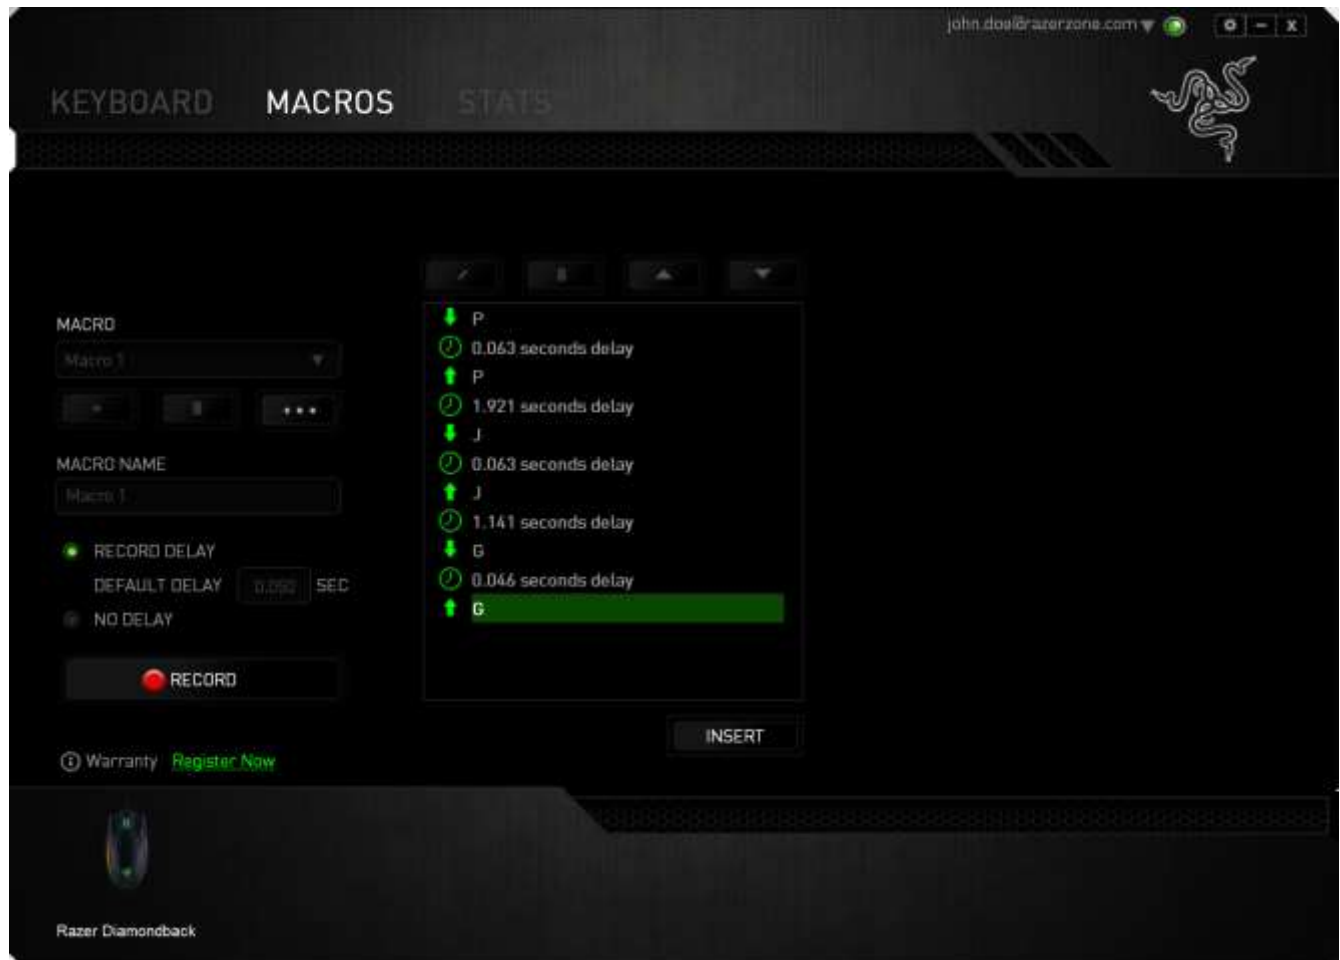 john.doe@razerzone.com
KEYBOARD MACROS STATS
MACRO
Macro 1
MACRO NAME
Macro 1
RECORD DELAY
DEFAULT DELAY 0.050 SEC
NO DELAY
RECORD
P
0.063 seconds delay
P
1.921 seconds delay
J
0.063 seconds delay
J
1.141 seconds delay
G
0.046 seconds delay
G
INSERT
Warranty Register Now
Razer Diamondback